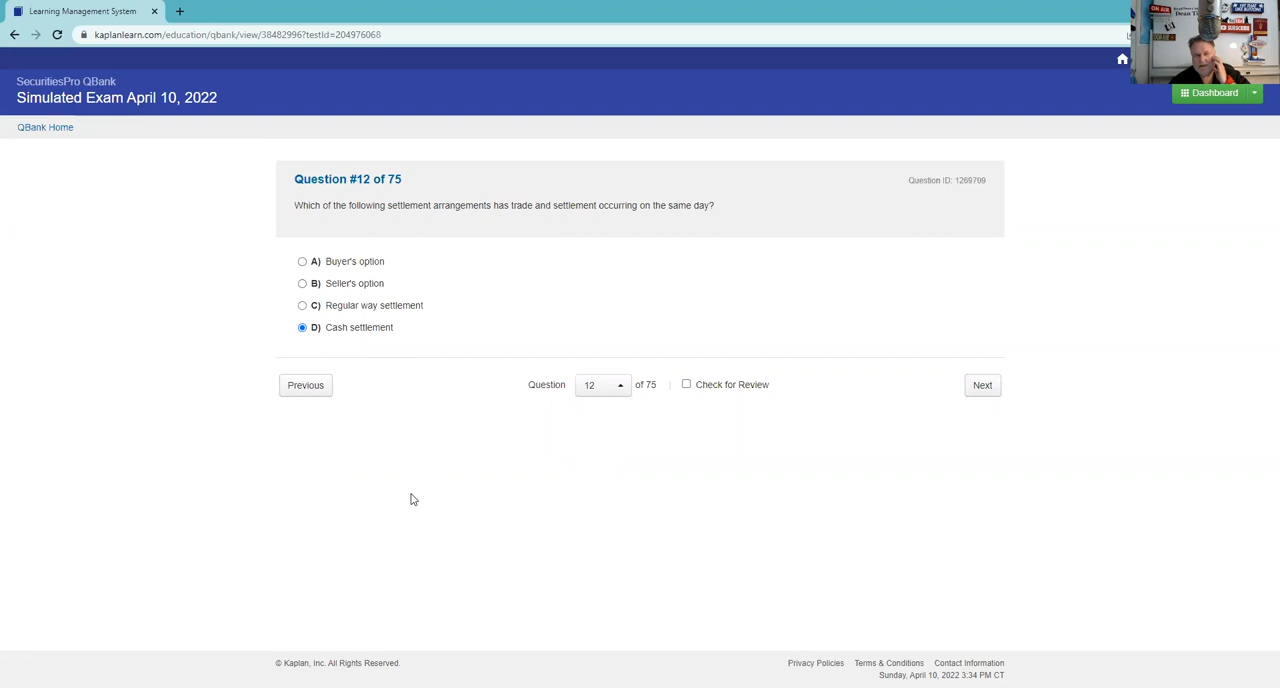 Learning Management System
kaplanlearn.com/education/qbank/view/38482996?testId=204976068
SecuritiesPro QBank
Simulated Exam April 10, 2022
Dashboard
QBank Home
Question #12 of 75
Question ID: 1269709
Which of the following settlement arrangements has trade and settlement occurring on the same day?
A) Buyer's option
B) Seller's option
C) Regular way settlement
D) Cash settlement
Previous
Question 12 of 75 | Check for Review
Next
© Kaplan, Inc. All Rights Reserved.
Privacy Policies Terms & Conditions Contact Information
Sunday, April 10, 2022 3:34 PM CT